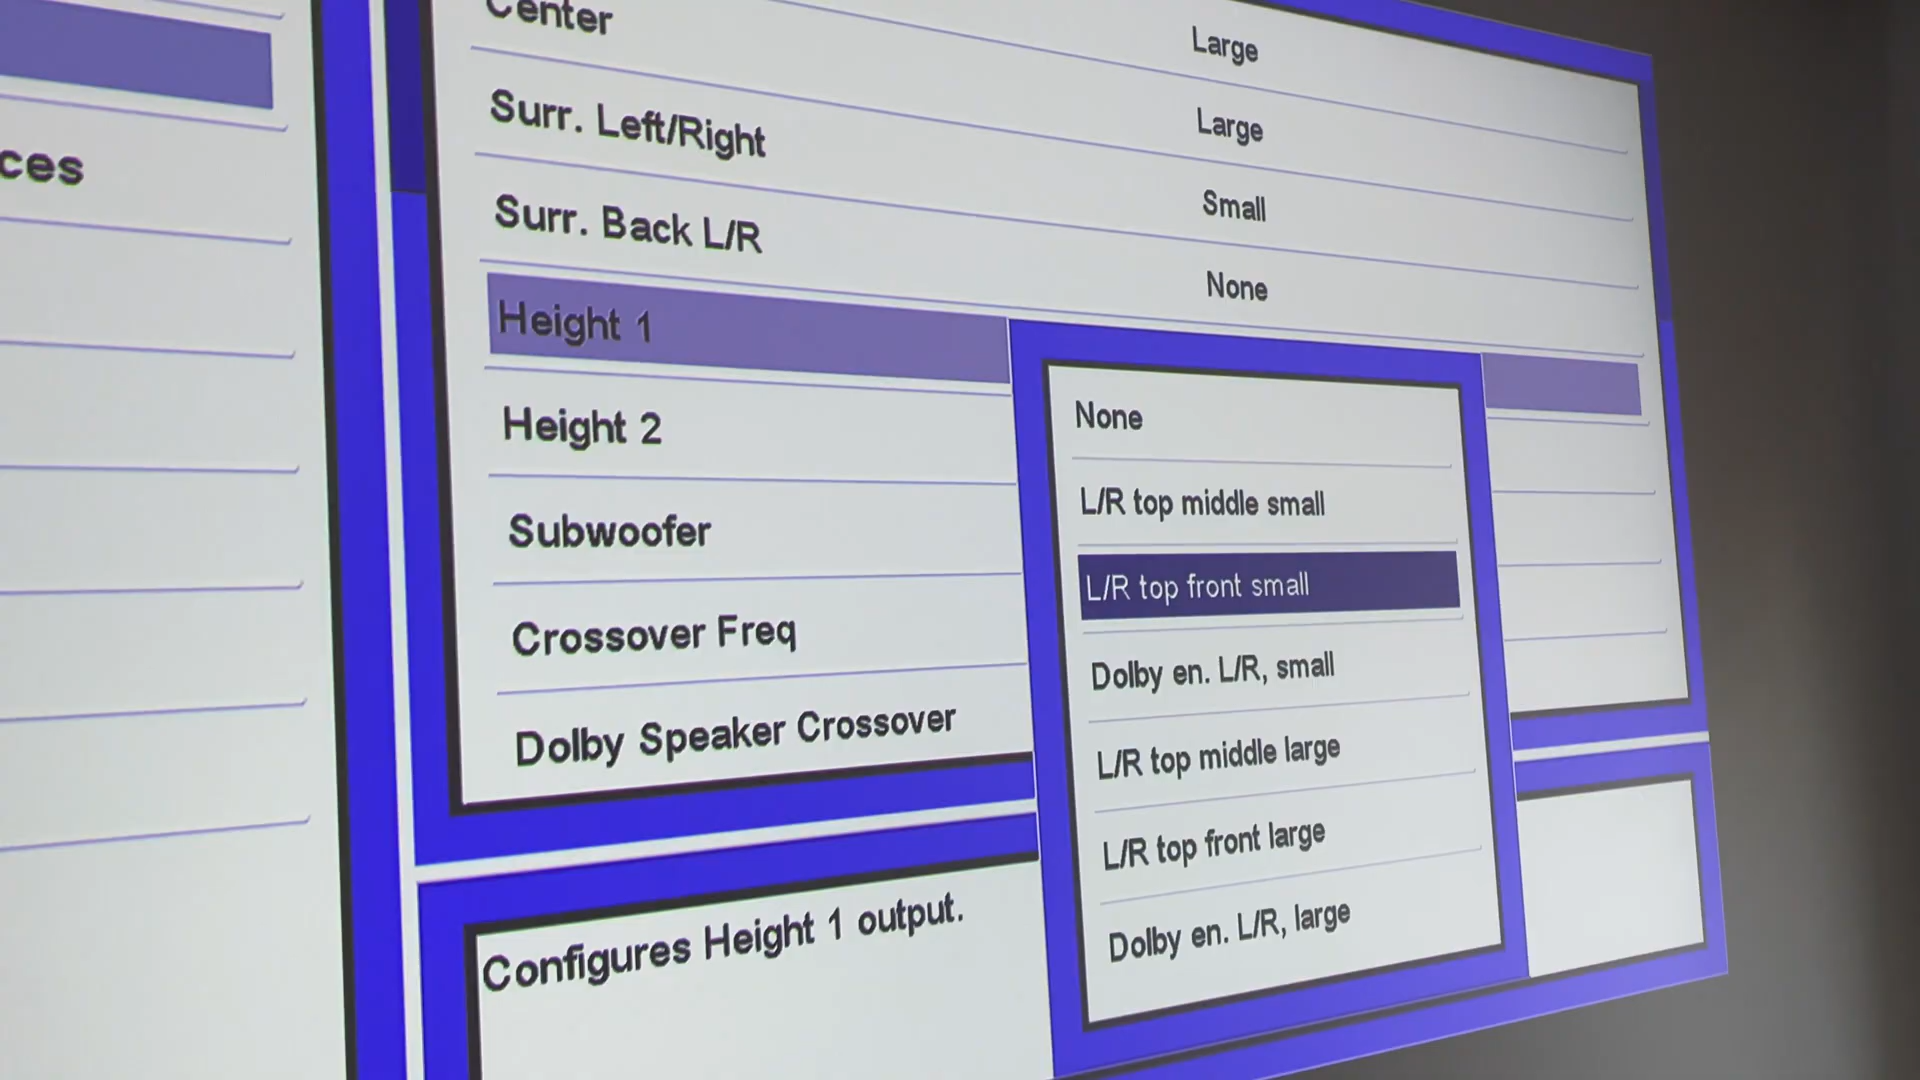 Center
Large
Surr. Left/Right
Large
Surr. Back L/R
Small
None
Height 1
Height 2
Subwoofer
Crossover Freq
Dolby Speaker Crossover
None
L/R top middle small
L/R top front small
Dolby en. L/R, small
L/R top middle large
L/R top front large
Dolby en. L/R, large
Configures Height 1 output.